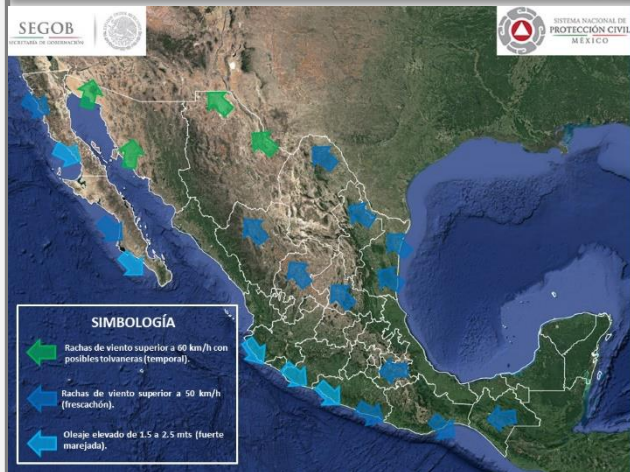 SEGOB
SECRETARÍA DE GOBERNACIÓN
SISTEMA NACIONAL DE
PROTECCIÓN CIVIL
MÉXICO
SIMBOLOGÍA
Rachas de viento superior a 60 km/h con
posibles tolvaneras (temporal).
Rachas de viento superior a 50 km/h
(frescachón).
Oleaje elevado de 1.5 a 2.5 mts (fuerte
marejada).